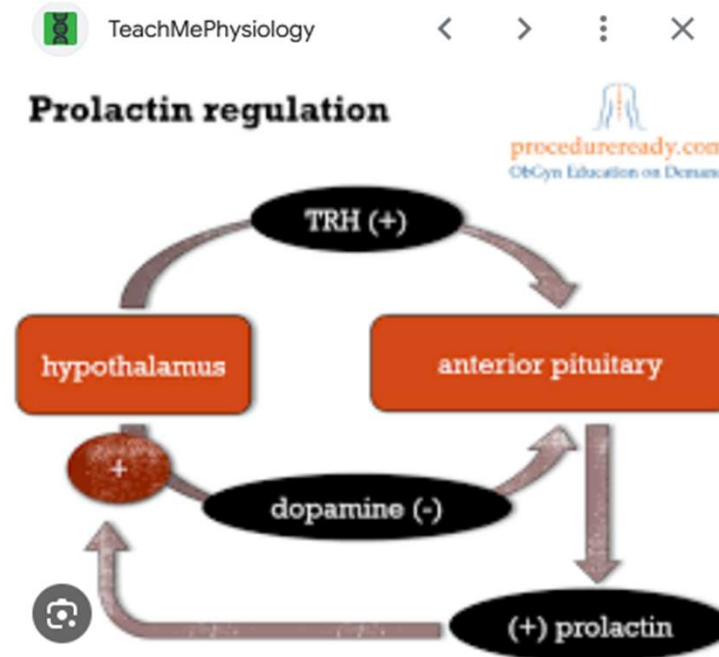 TeachMePhysiology
Prolactin regulation
procedureready.com
ObGyn Education on Demand
TRH (+)
hypothalamus
anterior pituitary
+
dopamine (-)
(+) prolactin